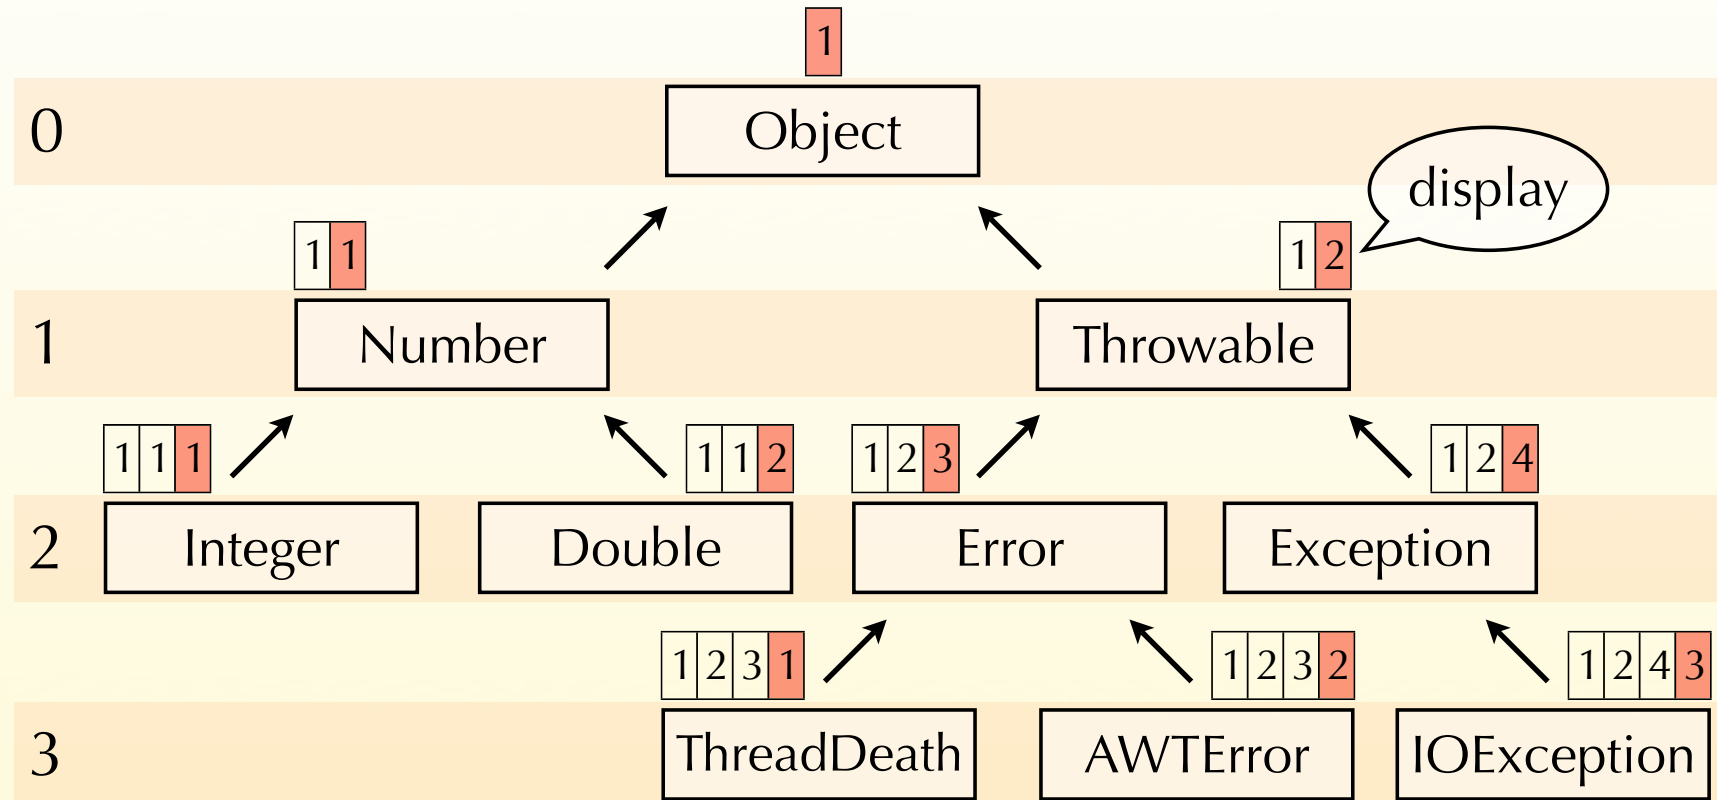 1
0 Object
display
1 1 1 2
1 Number Throwable
1 1 1 1 1 2 1 2 3 1 2 4
2 Integer Double Error Exception
1 2 3 1 1 2 3 2 1 2 4 3
3 ThreadDeath AWTError IOException